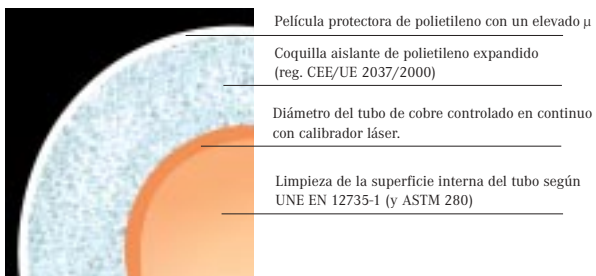 Película protectora de polietileno con un elevado μ
Coquilla aislante de polietileno expandido
(reg. CEE/UE 2037/2000)
Diámetro del tubo de cobre controlado en continuo
con calibrador láser.
Limpieza de la superficie interna del tubo según
UNE EN 12735-1 (y ASTM 280)